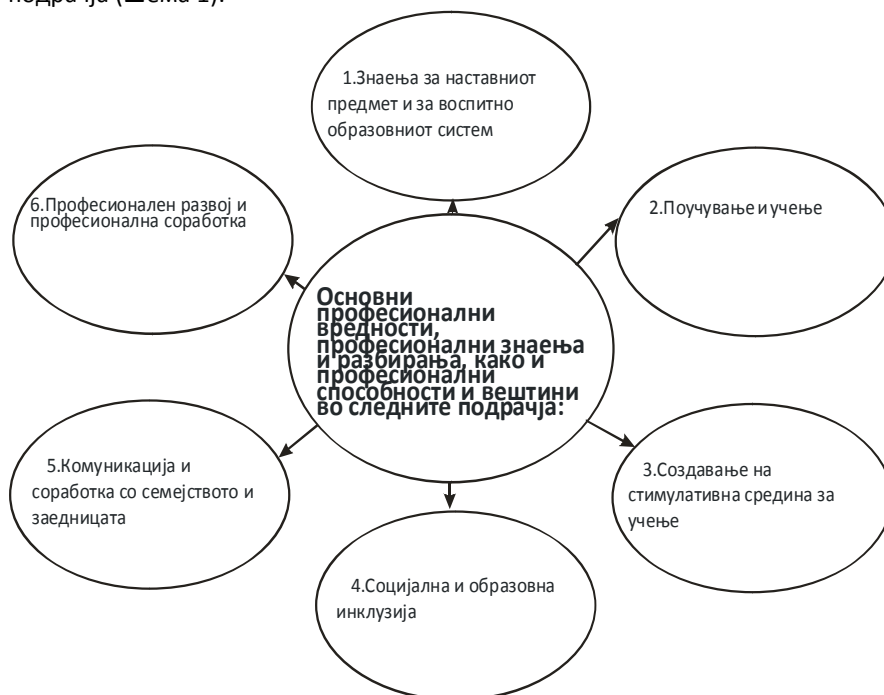 подрачја (шема 1).
1.Знаења за наставниот
предмет и за воспитно
образовниот систем
6.Професионален развој и
професионална соработка
2.Поучување и учење
Основни
професионални
вредности,
професионални знаења
и разбирања, како и
професионални
способности и вештини
во следните подрачја:
5.Комуникација и
соработка со семејството и
заедницата
3.Создавање на
стимулативна средина за
учење
4.Социјална и образовна
инклузија